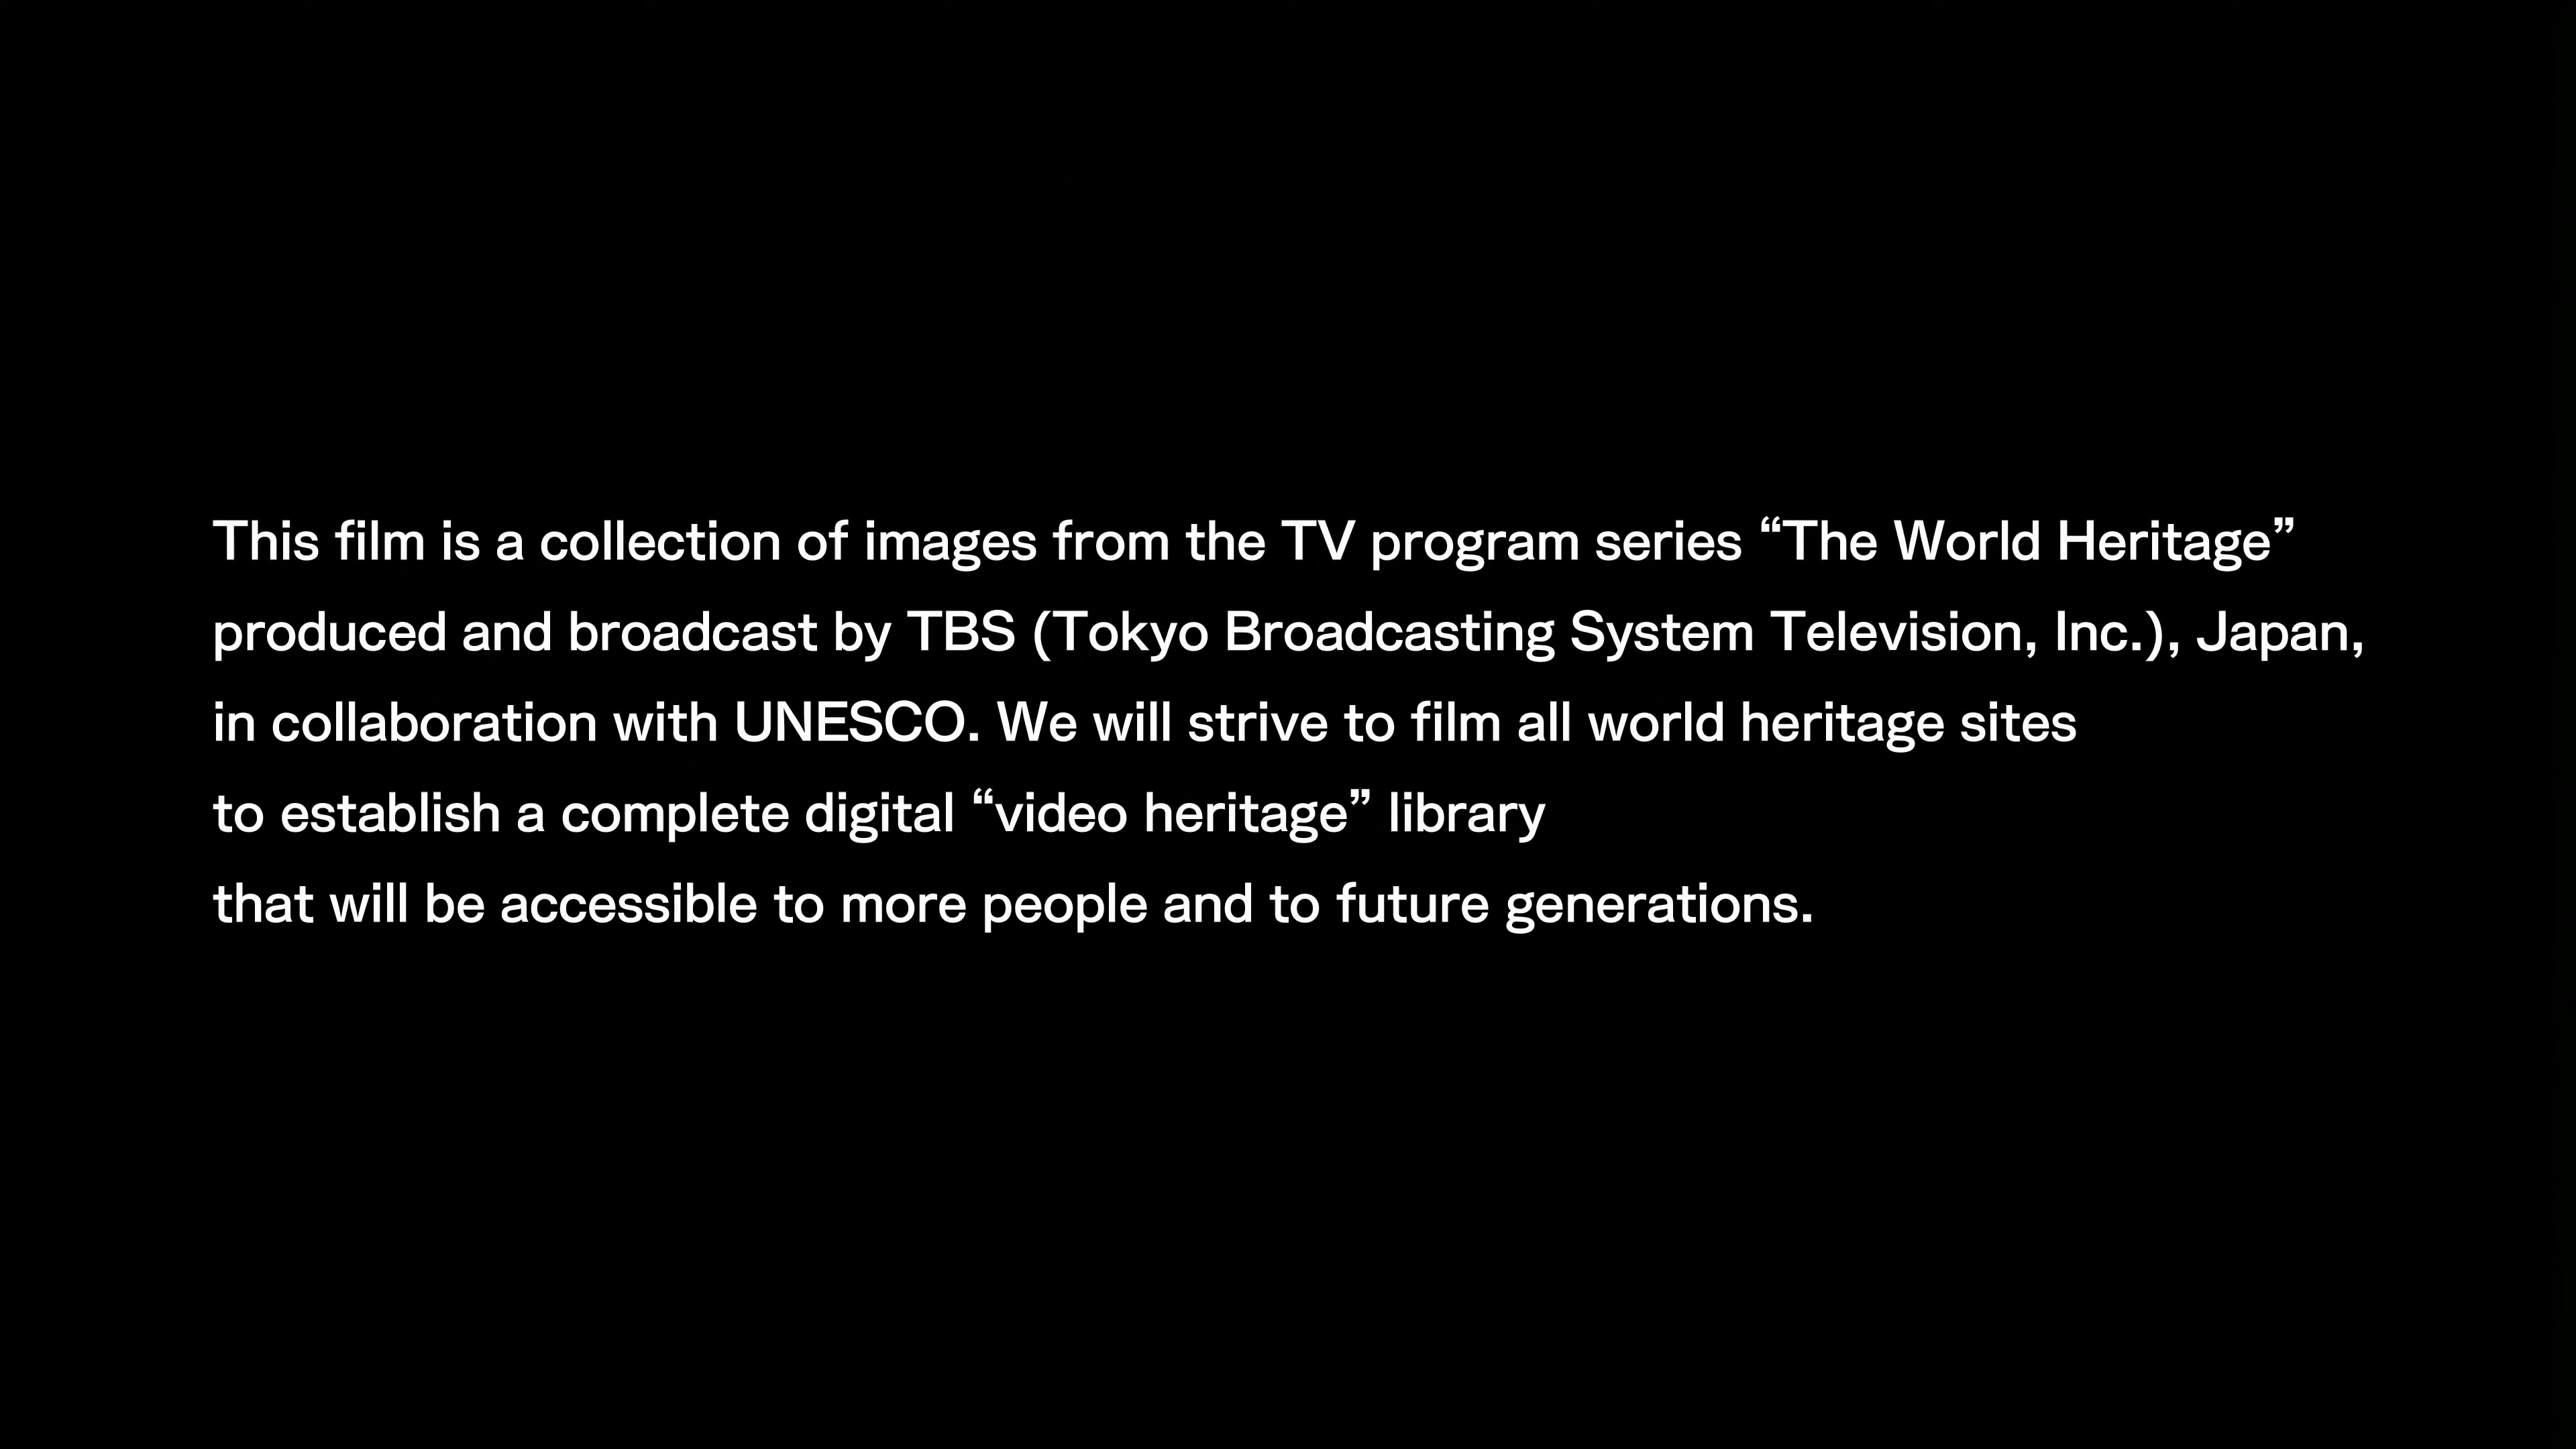 This film is a collection of images from the TV program series “The World Heritage”
produced and broadcast by TBS (Tokyo Broadcasting System Television, Inc.), Japan,
in collaboration with UNESCO. We will strive to film all world heritage sites
to establish a complete digital “video heritage” library
that will be accessible to more people and to future generations.